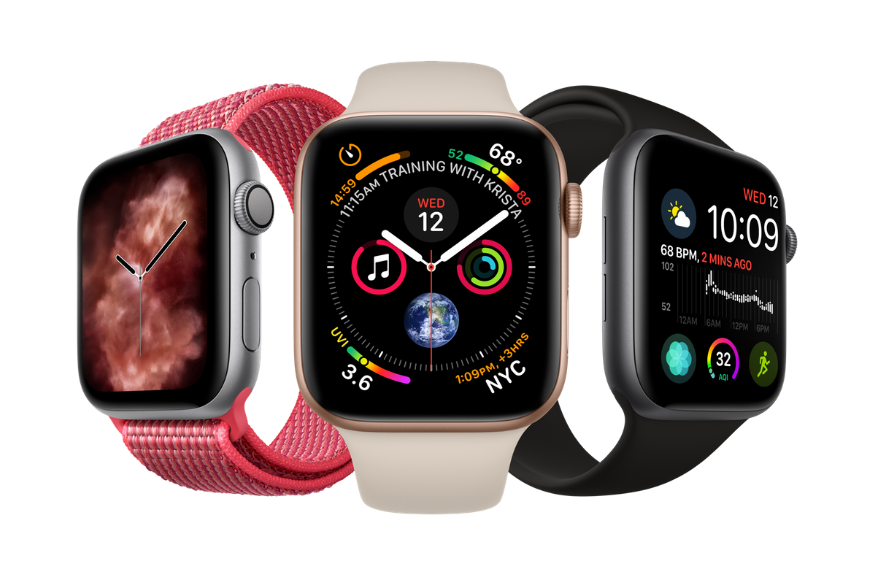 14:59
11:15AM TRAINING WITH KRISTA
52
68°
89
WED
12
UVI
3.6
1:09PM, +3HRS
NYC
WED 12
10:09
68 BPM, 2 MINS AGO
102
52
12AM 6AM 12PM 6PM
32
AQI